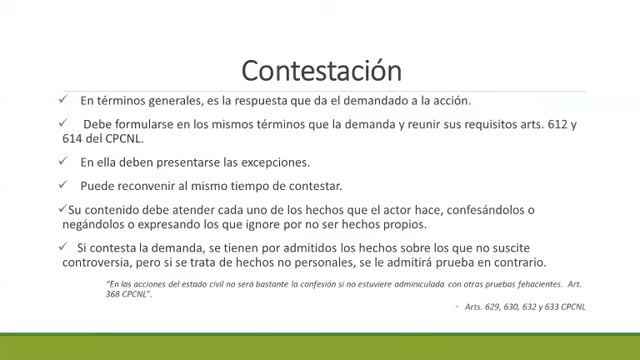 Contestación
✓ En términos generales, es la respuesta que da el demandado a la acción.
✓ Debe formularse en los mismos términos que la demanda y reunir sus requisitos arts. 612 y
614 del CPCNL.
✓ En ella deben presentarse las excepciones.
✓ Puede reconvenir al mismo tiempo de contestar.
✓Su contenido debe atender cada uno de los hechos que el actor hace, confesándolos o
negándolos o expresando los que ignore por no ser hechos propios.
✓ Si contesta la demanda, se tienen por admitidos los hechos sobre los que no suscite
controversia, pero si se trata de hechos no personales, se le admitirá prueba en contrario.
"En las acciones del estado civil no será bastante la confesión si no estuviere adminiculada con otras pruebas fehacientes. Art.
368 CPCNL".
◦ Arts. 629, 630, 632 y 633 CPCNL